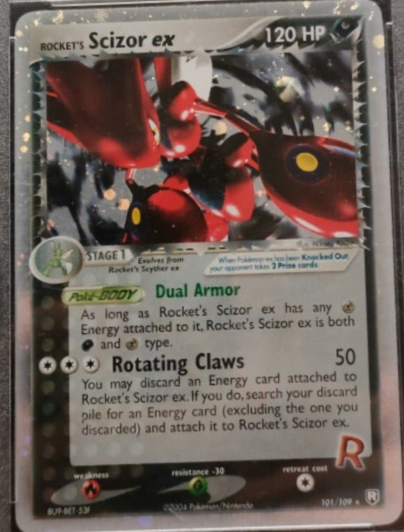 ROCKET'S Scizor ex 120 HP
STAGE 1
Evolves from
Rocket's Scyther ex
When Pokémon-ex has been Knocked Out,
your opponent takes 2 Prize cards.
Poké-BODY Dual Armor
As long as Rocket's Scizor ex has any
Energy attached to it, Rocket's Scizor ex is both
and type.
Rotating Claws 50
You may discard an Energy card attached to
Rocket's Scizor ex. If you do, search your discard
pile for an Energy card (excluding the one you
discarded) and attach it to Rocket's Scizor ex.
R
weakness resistance -30 retreat cost
BU9-BET-53F ©2004 Pokémon/Nintendo 101/109 R